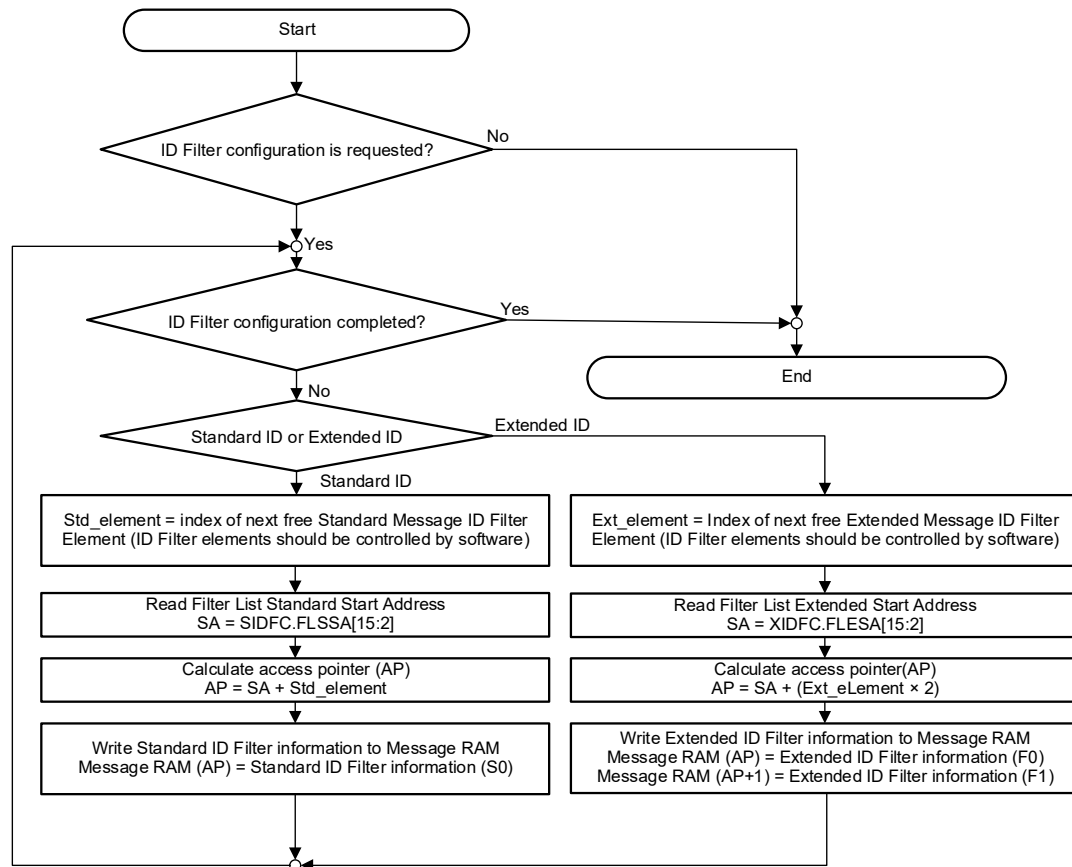 Start
ID Filter configuration is requested?
No
Yes
ID Filter configuration completed?
Yes
End
No
Standard ID or Extended ID
Extended ID
Standard ID
Std_element = index of next free Standard Message ID Filter
Element (ID Filter elements should be controlled by software)
Read Filter List Standard Start Address
SA = SIDFC.FLSSA[15:2]
Calculate access pointer (AP)
AP = SA + Std_element
Write Standard ID Filter information to Message RAM
Message RAM (AP) = Standard ID Filter information (S0)
Ext_element = Index of next free Extended Message ID Filter
Element (ID Filter elements should be controlled by software)
Read Filter List Extended Start Address
SA = XIDFC.FLESA[15:2]
Calculate access pointer(AP)
AP = SA + (Ext_eLement × 2)
Write Extended ID Filter information to Message RAM
Message RAM (AP) = Extended ID Filter information (F0)
Message RAM (AP+1) = Extended ID Filter information (F1)